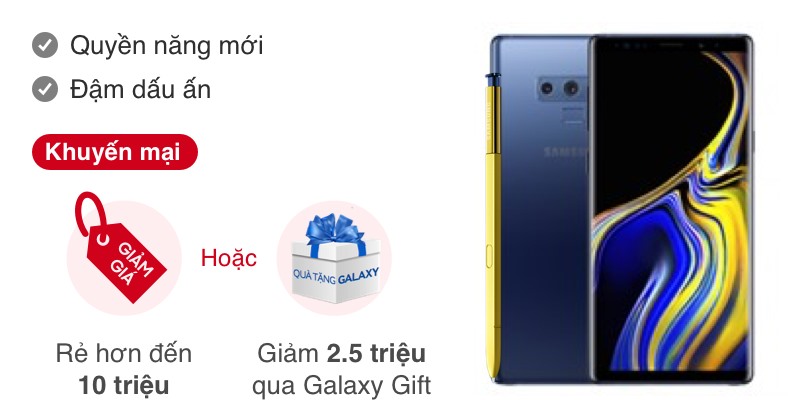 Quyền năng mới
Đậm dấu ấn
Khuyến mại
GIẢM
GIÁ
Hoặc
QUÀ TẶNG GALAXY
Rẻ hơn đến
10 triệu
Giảm 2.5 triệu
qua Galaxy Gift
SAMSUNG